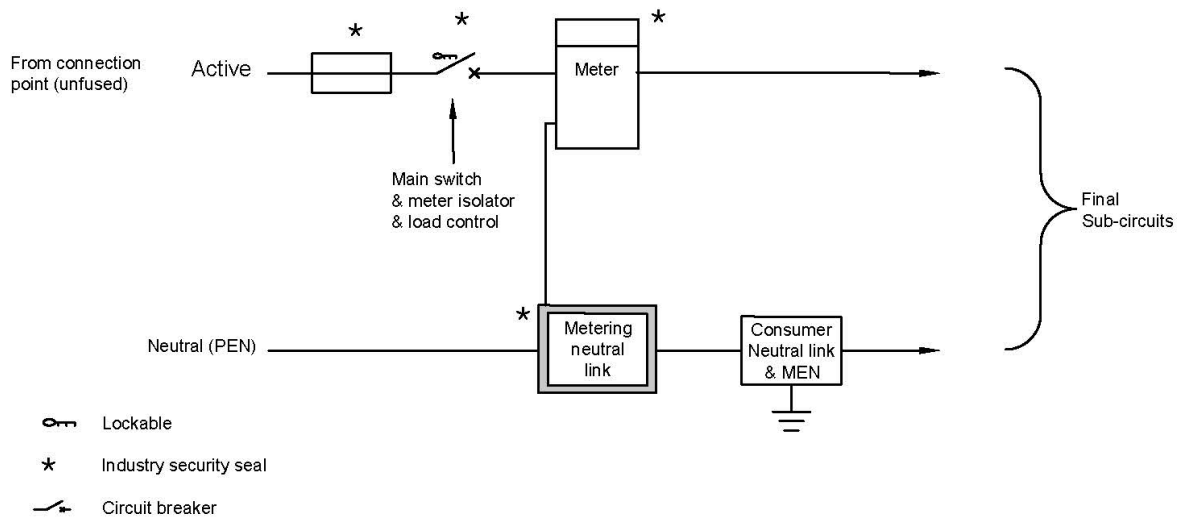 From connection
point (unfused)
Active
Meter
Main switch
& meter isolator
& load control
Final
Sub-circuits
Neutral (PEN)
Metering
neutral
link
Consumer
Neutral link
& MEN
Lockable
Industry security seal
Circuit breaker